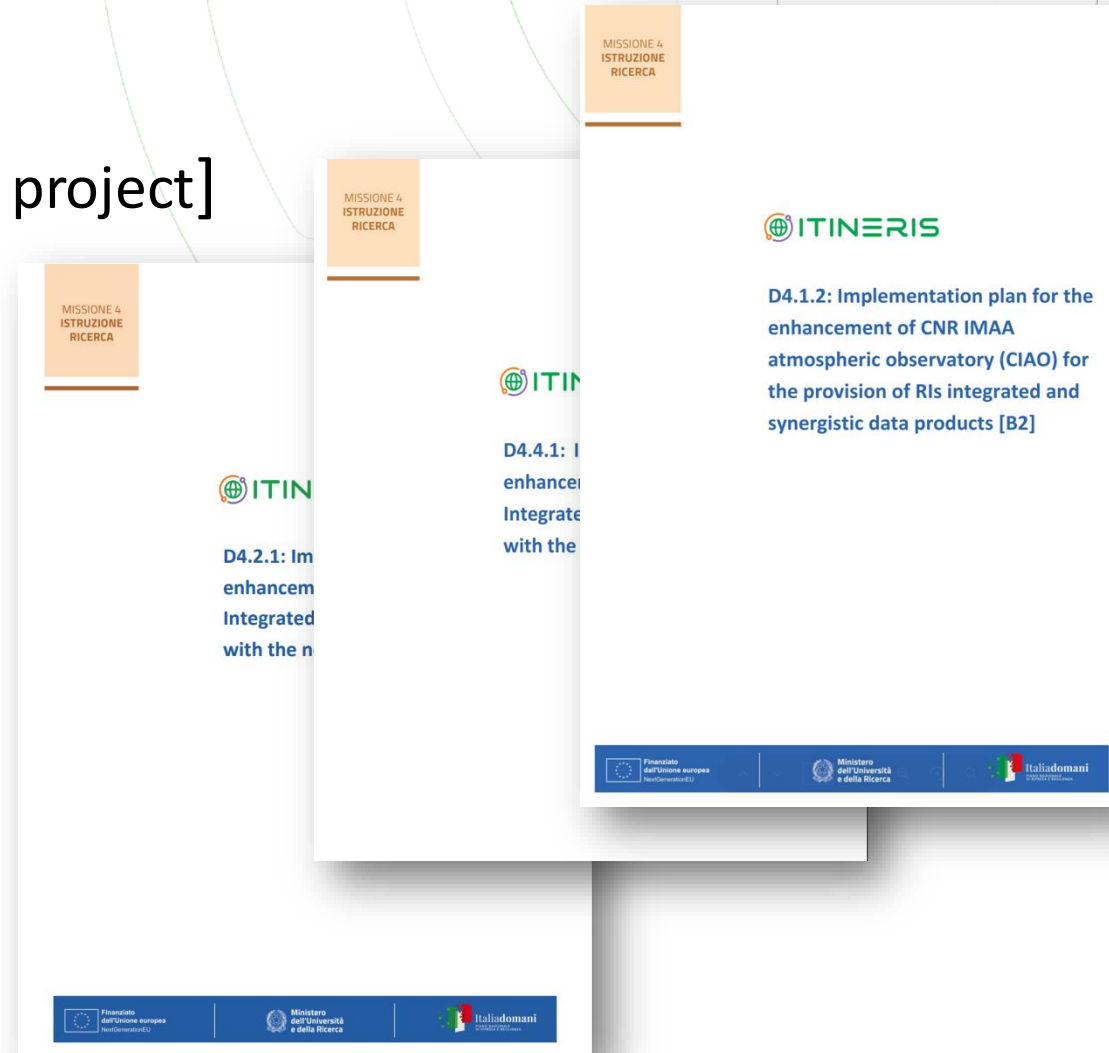 project]
MISSIONE 4
ISTRUZIONE
RICERCA
ITINERIS
D4.1.2: Implementation plan for the
enhancement of CNR IMAA
atmospheric observatory (CIAO) for
the provision of RIs integrated and
synergistic data products [B2]
Finanziato
dall'Unione europea
NextGenerationEU
Ministero
dell'Università
e della Ricerca
Italiadomani
MISSIONE 4
ISTRUZIONE
RICERCA
ITIN
D4.4.1: I
enhancer
Integrate
with the
MISSIONE 4
ISTRUZIONE
RICERCA
ITIN
D4.2.1: Im
enhancem
Integrated
with the n
Finanziato
dall'Unione europea
NextGenerationEU
Ministero
dell'Università
e della Ricerca
Italiadomani